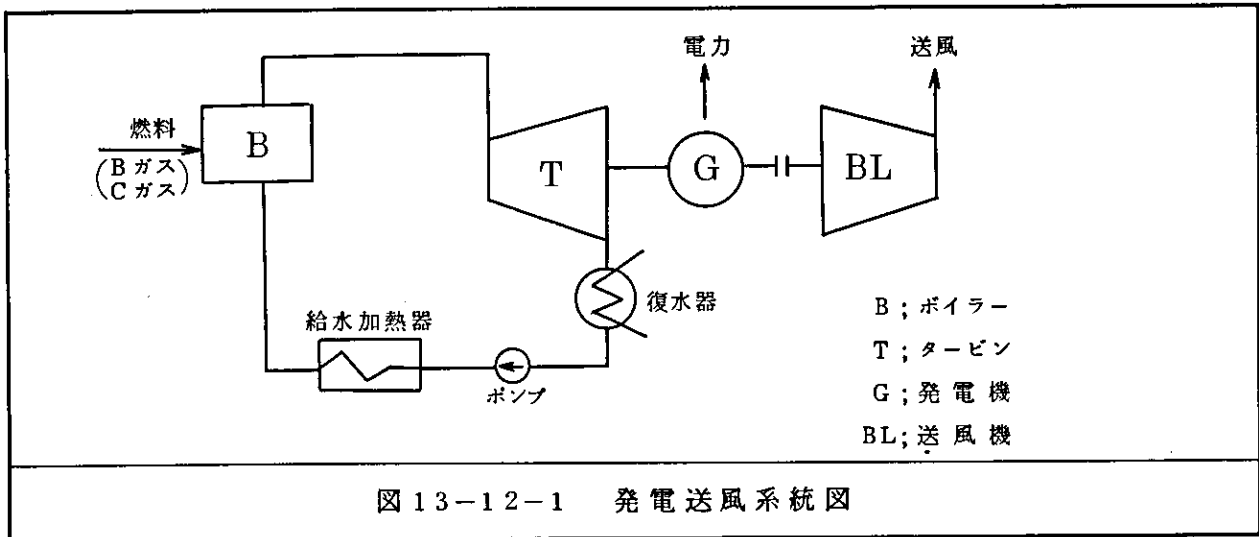 電力
送風
燃料
(Bガス
Cガス)
B
T
G
BL
復水器
給水加熱器
ポンプ
B;ボイラー
T;タービン
G;発電機
BL;送風機
図13-12-1 発電送風系統図